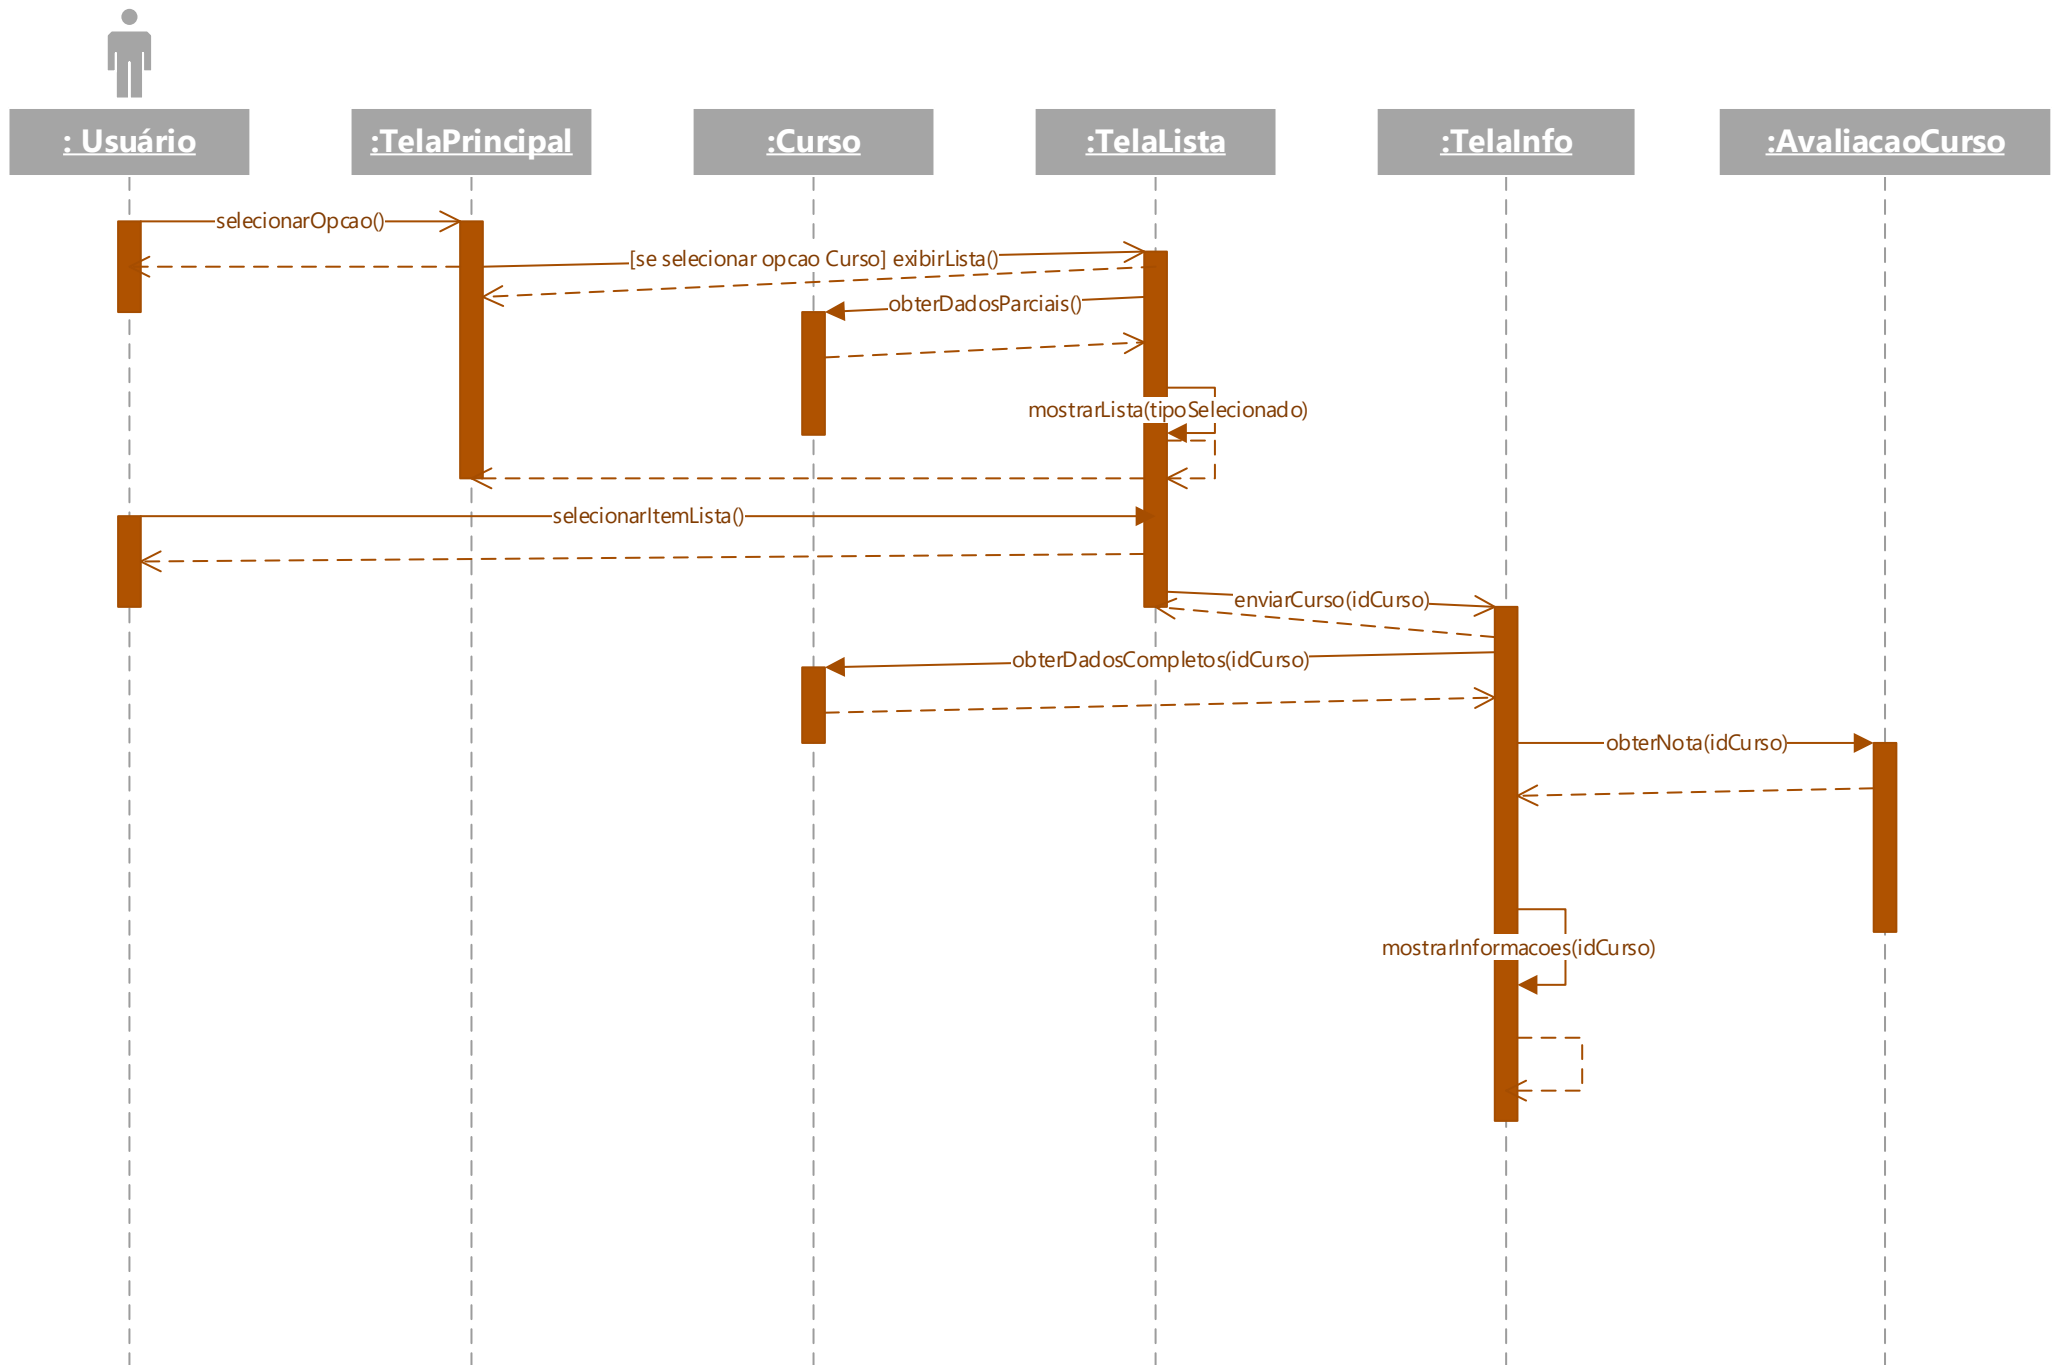 : Usuário
:TelaPrincipal
:Curso
:TelaLista
:TelaInfo
:AvaliacaoCurso
selecionarOpcao()
[se selecionar opcao Curso] exibirLista()
obterDadosParciais()
mostrarLista(tipoSelecionado)
selecionarItemLista()
enviarCurso(idCurso)
obterDadosCompletos(idCurso)
obterNota(idCurso)
mostrarInformacoes(idCurso)